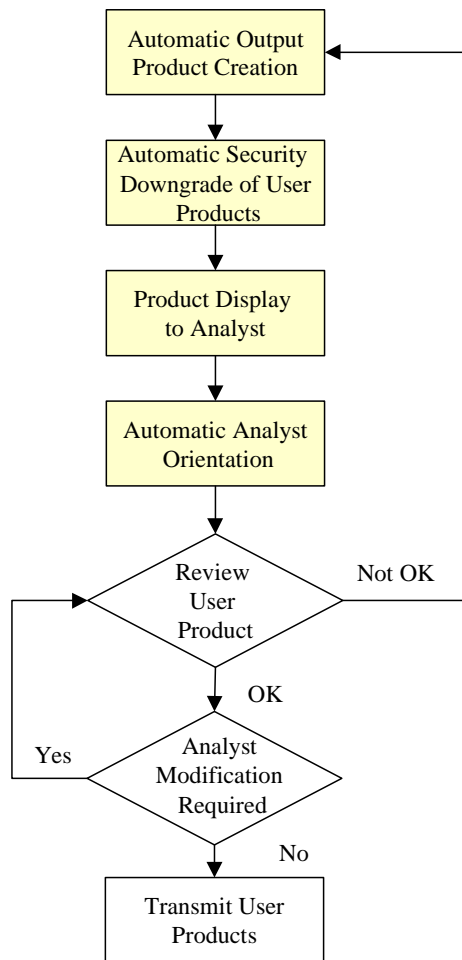 Automatic Output
Product Creation
Automatic Security
Downgrade of User
Products
Product Display
to Analyst
Automatic Analyst
Orientation
Review
User
Product
Not OK
OK
Yes
Analyst
Modification
Required
No
Transmit User
Products